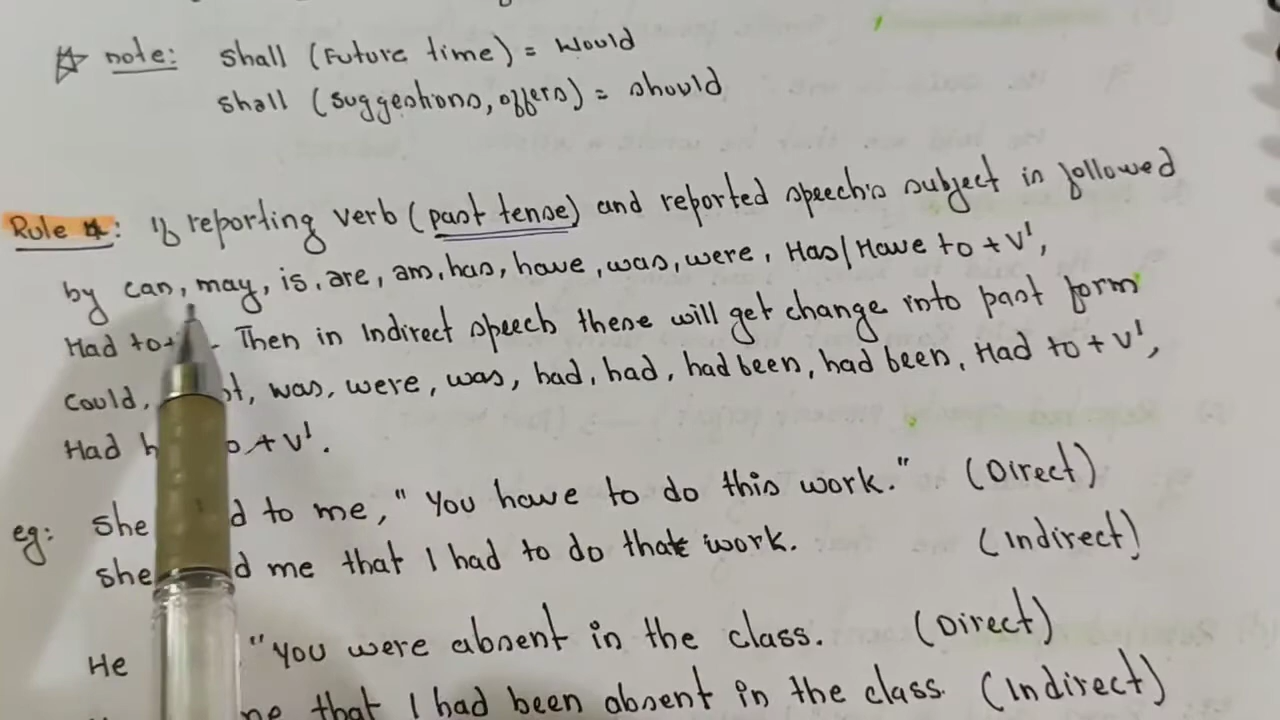 note: shall (Future time) = Would
shall (suggestions, offers) = should
Rule 4: If reporting verb (past tense) and reported speech's subject is followed
by can, may, is, are, am, has, have, was, were, Has/Have to + V¹,
Had to+ Then in Indirect speech these will get change into past form
Could, was, were, was, had, had, had been, had been, Had to + V¹,
Had + V¹.
eg: She to me, " You have to do this work." (Direct)
she me that I had to do that work. (Indirect)
He "You were absent in the class. (Direct)
that I had been absent in the class. (Indirect)